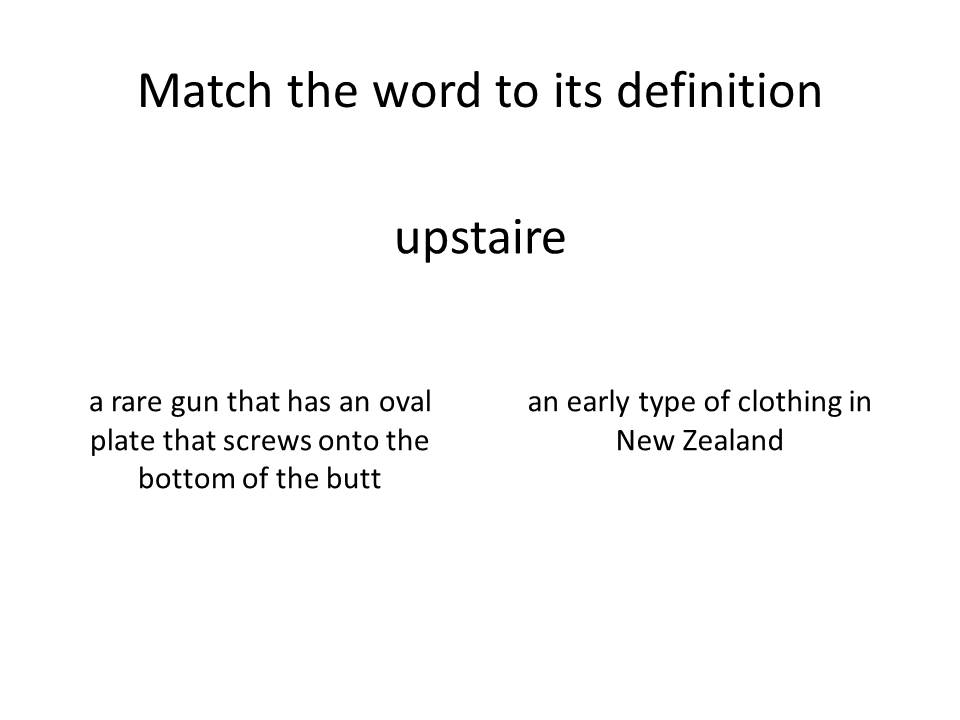 Match the word to its definition
upstaire
a rare gun that has an oval
plate that screws onto the
bottom of the butt
an early type of clothing in
New Zealand